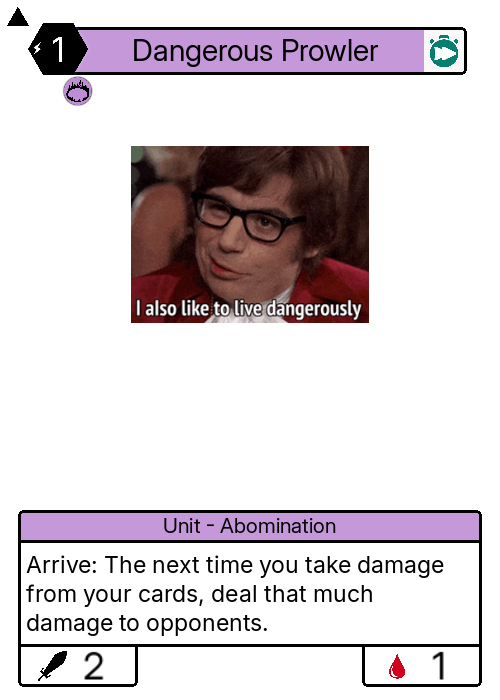 1 Dangerous Prowler
I also like to live dangerously
Unit - Abomination
Arrive: The next time you take damage
from your cards, deal that much
damage to opponents.
2 1